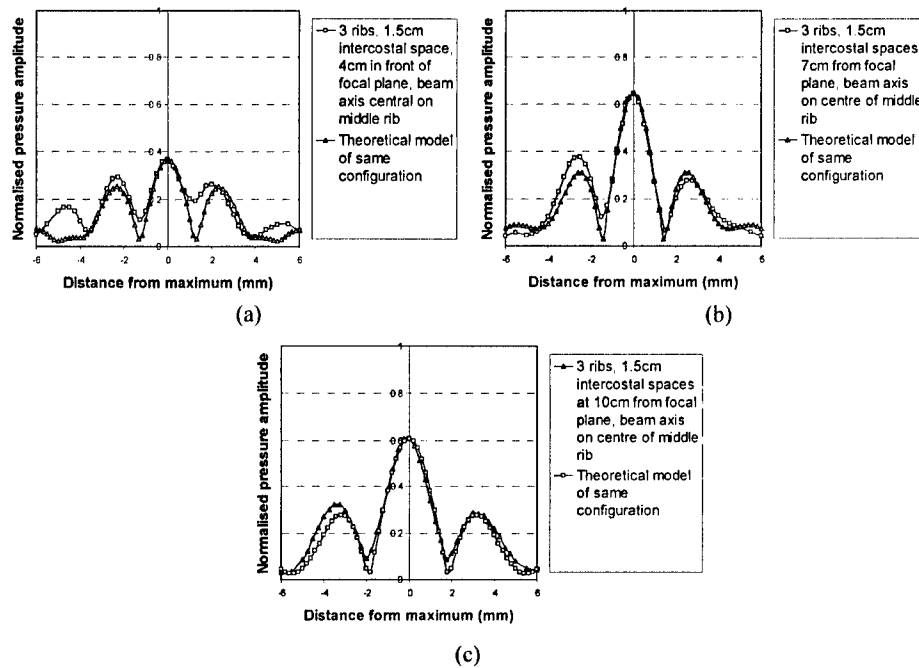 Normalised pressure amplitude
1
0.8
0.6
0.4
0.2
0
-6
-4
-2
0
2
4
6
Distance from maximum (mm)
3 ribs, 1.5cm
intercostal space,
4cm in front of
focal plane, beam
axis central on
middle rib
Theoretical model
of same
configuration
(a)
Normalised pressure amplitude
1
0.8
0.6
0.4
0.2
0
-6
-4
-2
0
2
4
6
Distance from maximum (mm)
3 ribs, 1.5cm
intercostal spaces
7cm from focal
plane, beam axis
on centre of middle
rib
Theoretical model
of same
configuration
(b)
Normalised pressure amplitude
1
0.8
0.6
0.4
0.2
0
-6
-4
-2
0
2
4
6
Distance form maximum (mm)
3 ribs, 1.5cm
intercostal spaces
at 10cm from focal
plane, beam axis
on centre of middle
rib
Theoretical model
of same
configuration
(c)